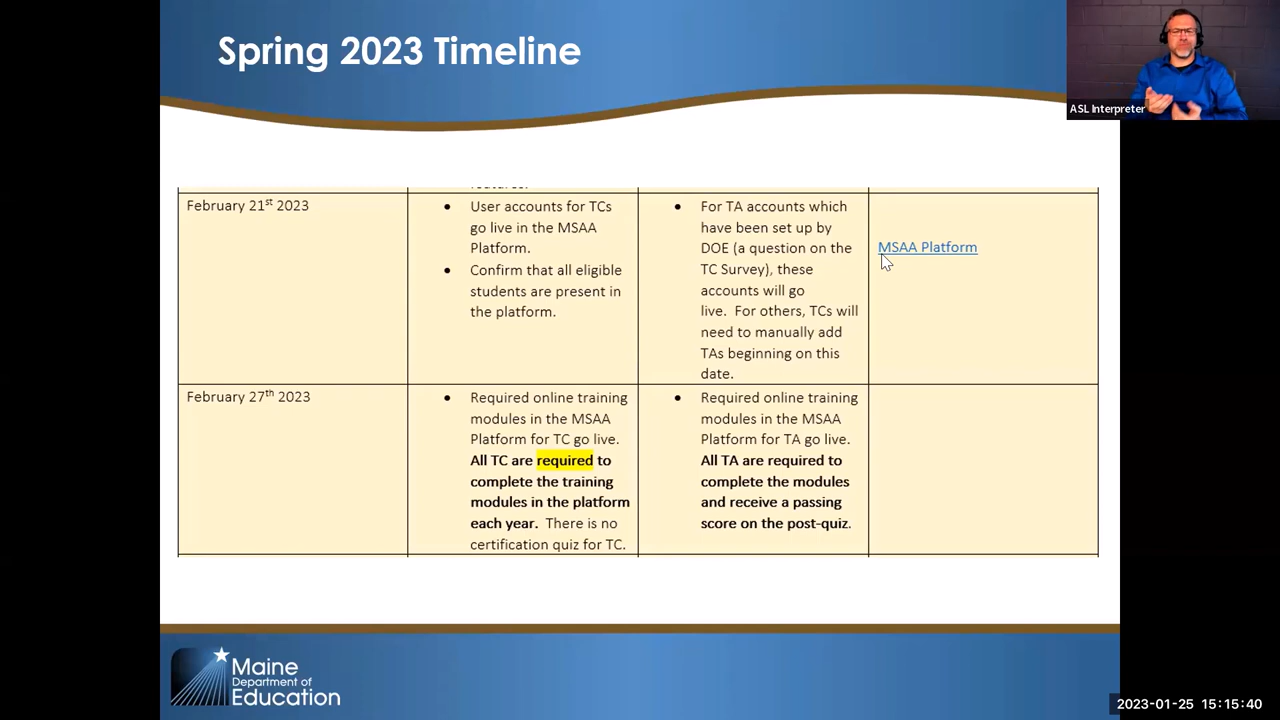 Spring 2023 Timeline
ASL Interpreter
February 21st 2023
• User accounts for TCs
go live in the MSAA
Platform.
• Confirm that all eligible
students are present in
the platform.
• For TA accounts which
have been set up by
DOE (a question on the
TC Survey), these
accounts will go
live.  For others, TCs will
need to manually add
TAs beginning on this
date.
MSAA Platform
February 27th 2023
• Required online training
modules in the MSAA
Platform for TC go live.
All TC are required to
complete the training
modules in the platform
each year.  There is no
certification quiz for TC.
• Required online training
modules in the MSAA
Platform for TA go live.
All TA are required to
complete the modules
and receive a passing
score on the post-quiz.
Maine
Department of
Education
2023-01-25  15:15:40